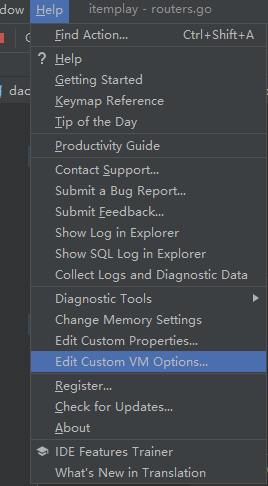 dow Help itemplay - routers.go
Find Action... Ctrl+Shift+A
? Help
Getting Started
Keymap Reference
Tip of the Day
Productivity Guide
dao
Contact Support...
Submit a Bug Report...
Submit Feedback...
Show Log in Explorer
Show SQL Log in Explorer
Collect Logs and Diagnostic Data
Diagnostic Tools
Change Memory Settings
Edit Custom Properties...
Edit Custom VM Options...
Register...
Check for Updates...
About
IDE Features Trainer
What's New in Translation